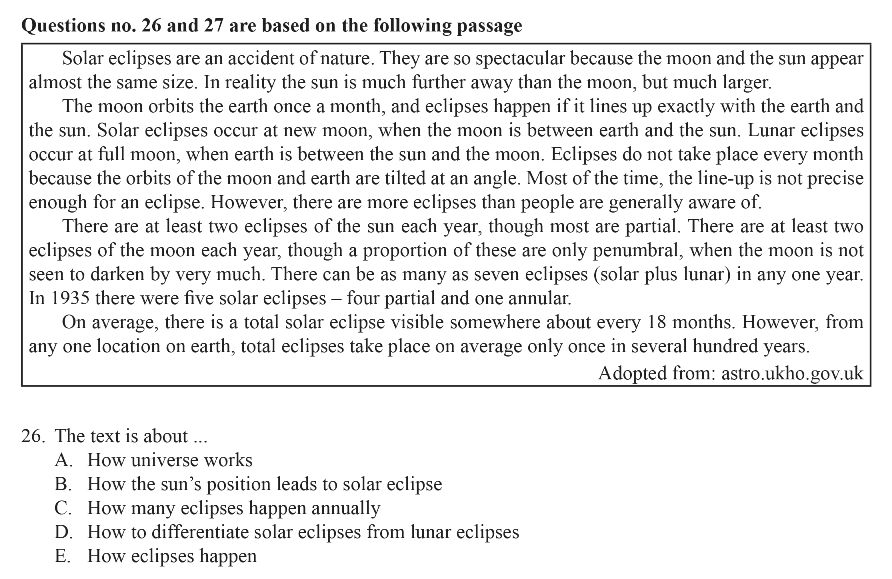 Questions no. 26 and 27 are based on the following passage
Solar eclipses are an accident of nature. They are so spectacular because the moon and the sun appear
almost the same size. In reality the sun is much further away than the moon, but much larger.
The moon orbits the earth once a month, and eclipses happen if it lines up exactly with the earth and
the sun. Solar eclipses occur at new moon, when the moon is between earth and the sun. Lunar eclipses
occur at full moon, when earth is between the sun and the moon. Eclipses do not take place every month
because the orbits of the moon and earth are tilted at an angle. Most of the time, the line-up is not precise
enough for an eclipse. However, there are more eclipses than people are generally aware of.
There are at least two eclipses of the sun each year, though most are partial. There are at least two
eclipses of the moon each year, though a proportion of these are only penumbral, when the moon is not
seen to darken by very much. There can be as many as seven eclipses (solar plus lunar) in any one year.
In 1935 there were five solar eclipses – four partial and one annular.
On average, there is a total solar eclipse visible somewhere about every 18 months. However, from
any one location on earth, total eclipses take place on average only once in several hundred years.
Adopted from: astro.ukho.gov.uk
26. The text is about ...
A. How universe works
B. How the sun’s position leads to solar eclipse
C. How many eclipses happen annually
D. How to differentiate solar eclipses from lunar eclipses
E. How eclipses happen